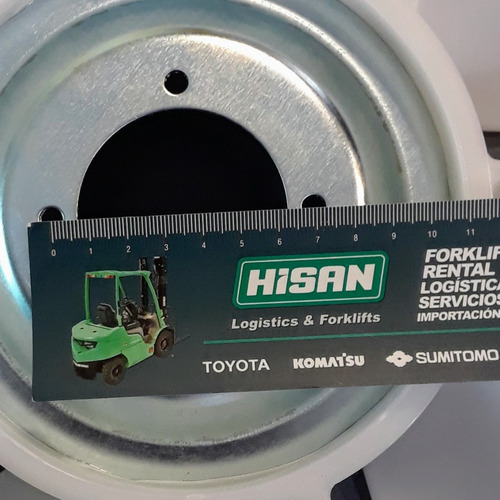 0 1 2 3 4 5 6 7 8 9 10 11
HiSAN
Logistics & Forklifts
TOYOTA KOMATSU SUMITOMO
FORKLIF
RENTAL
LOGÍSTICA
SERVICIOS
IMPORTACIÓN